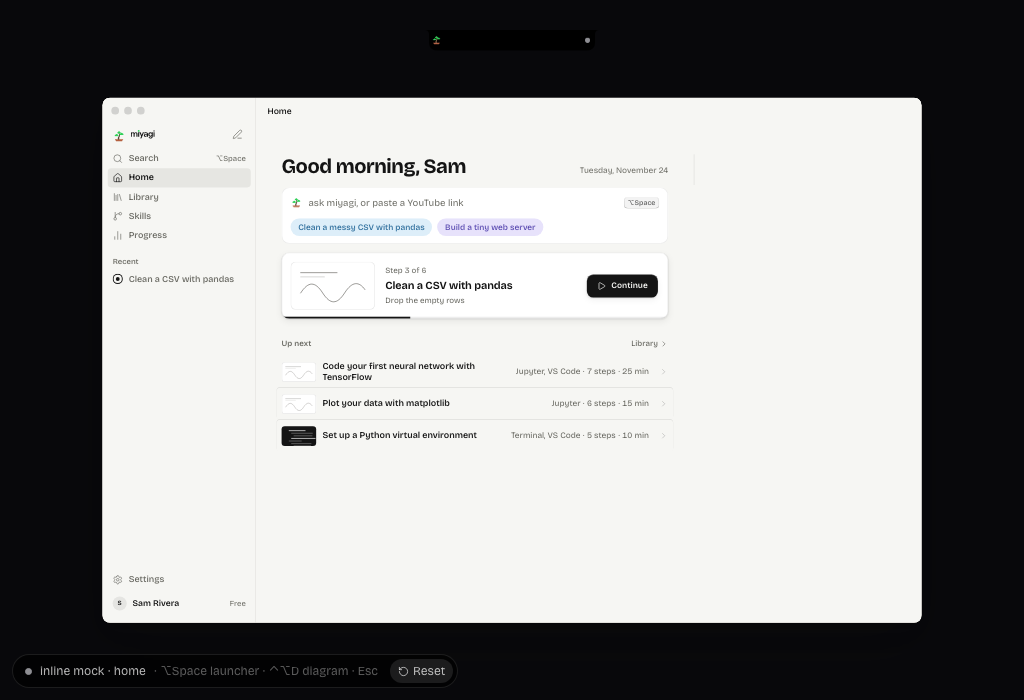 Home
miyagi
Search ⌥Space
Home
Library
Skills
Progress
Recent
Clean a CSV with pandas
Settings
S Sam Rivera Free
Good morning, Sam
Tuesday, November 24
ask miyagi, or paste a YouTube link ⌥Space
Clean a messy CSV with pandas Build a tiny web server
Step 3 of 6
Clean a CSV with pandas
Drop the empty rows
Continue
Up next Library
Code your first neural network with
TensorFlow
Jupyter, VS Code · 7 steps · 25 min
Plot your data with matplotlib Jupyter · 6 steps · 15 min
Set up a Python virtual environment Terminal, VS Code · 5 steps · 10 min
inline mock · home · ⌥Space launcher · ^⌥D diagram · Esc Reset